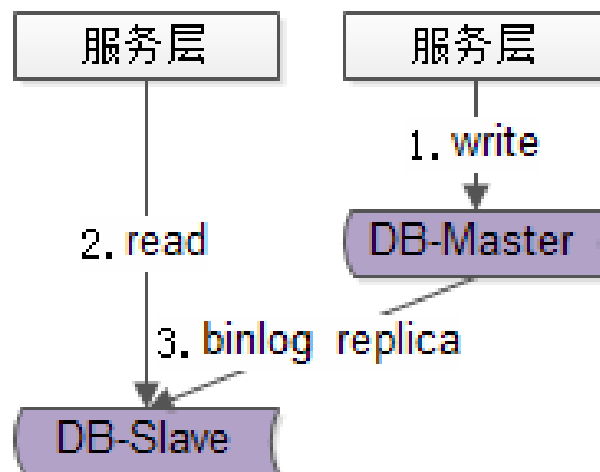 服务层
服务层
1. write
2. read
DB-Master
3. binlog replica
DB-Slave